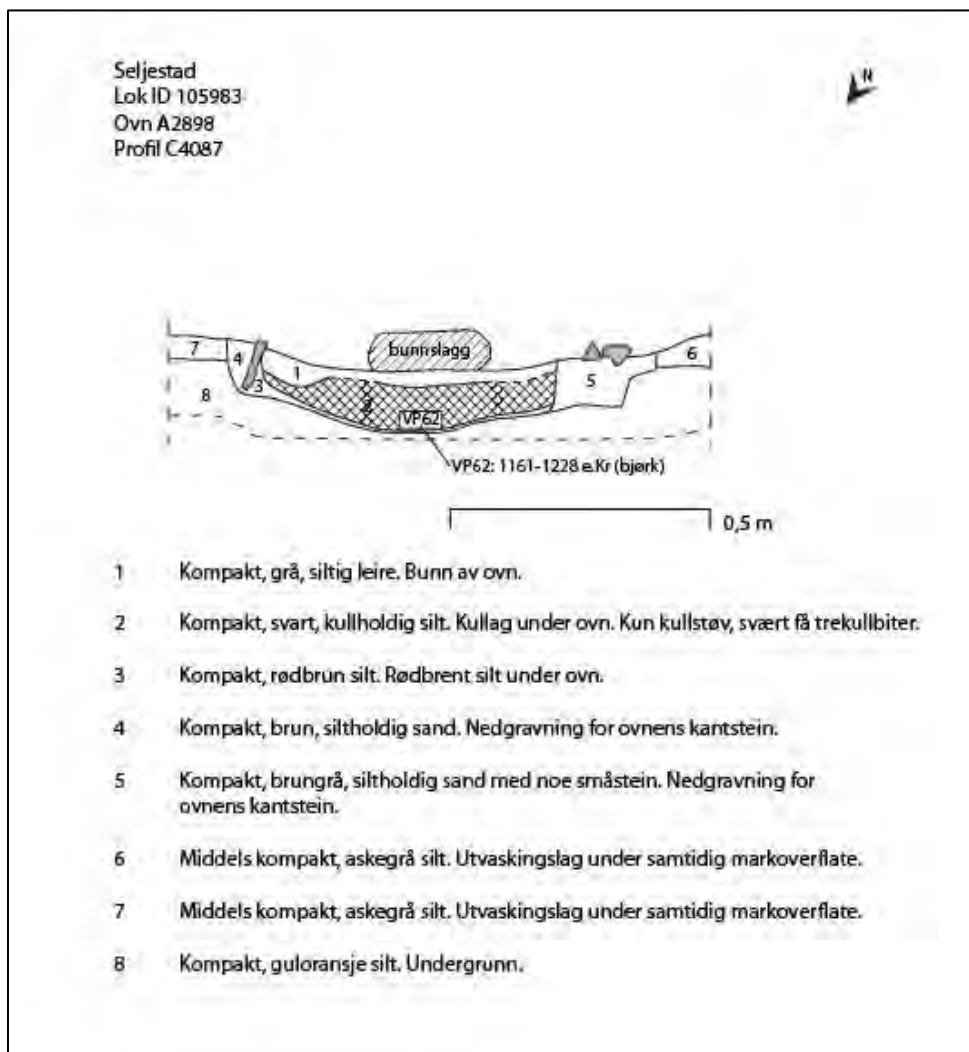 Seljestad
Lok ID 105983
Ovn A2898
Profil C4087
N
bunnslagg
7
4
3
1
6
5
8
2
VP62
VP62: 1161-1228 e.Kr (bjørk)
0,5 m
1 Kompakt, grå, siltig leire. Bunn av ovn.
2 Kompakt, svart, kullholdig silt. Kullag under ovn. Kun kullstøv, svært få trekullbiter.
3 Kompakt, rødbrun silt. Rødbrent silt under ovn.
4 Kompakt, brun, siltholdig sand. Nedgravning for ovnens kantstein.
5 Kompakt, brungrå, siltholdig sand med noe småstein. Nedgravning for
ovnens kantstein.
6 Middels kompakt, askegrå silt. Utvaskingslag under samtidig markoverflate.
7 Middels kompakt, askegrå silt. Utvaskingslag under samtidig markoverflate.
8 Kompakt, guloransje silt. Undergrunn.